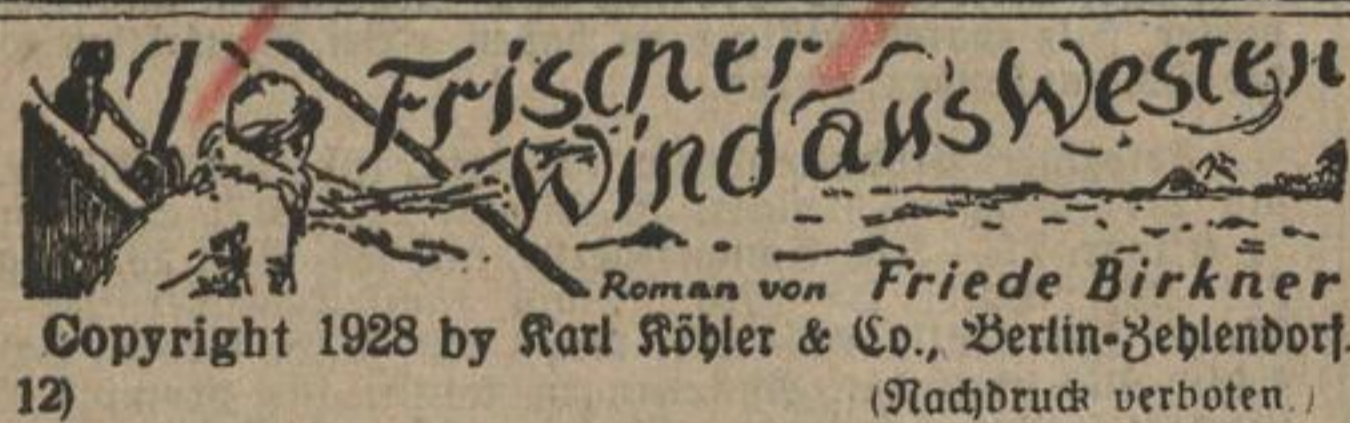 Frischer
Wind aus Westen
Roman von Friede Birkner
Copyright 1928 by Karl Köhler & Co., Berlin-Zehlendorf.
12) (Nachdruck verboten.)